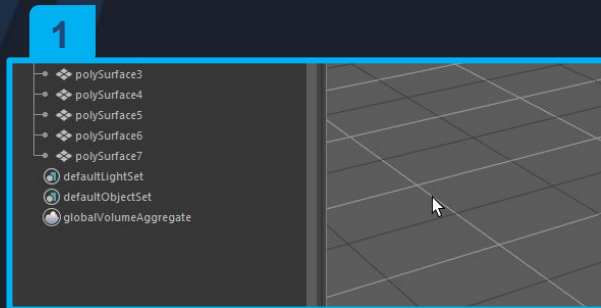 1
polySurface3
polySurface4
polySurface5
polySurface6
polySurface7
defaultLightSet
defaultObjectSet
globalVolumeAggregate